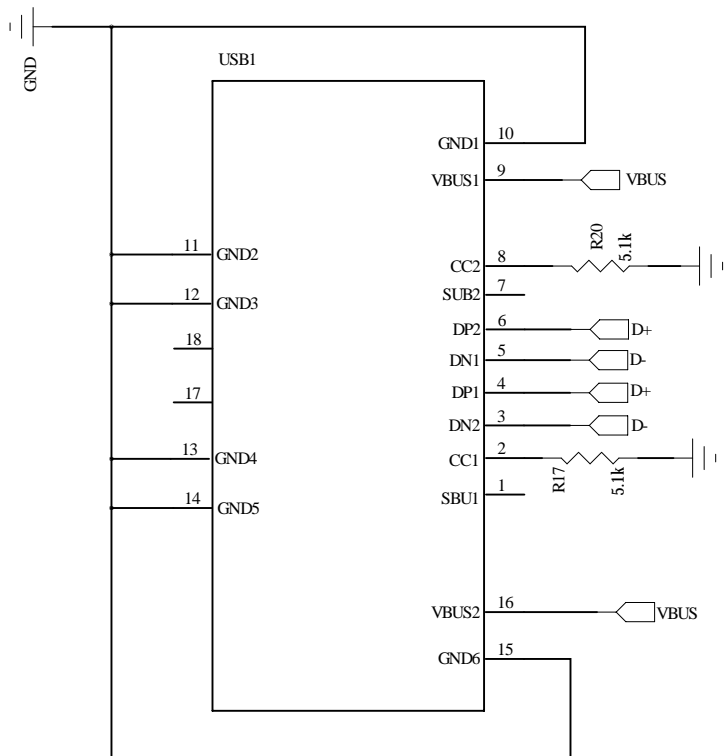 GND
USB1
GND1
10
VBUS1
9
VBUS
R20
5.1k
11
GND2
CC2
8
SUB2
7
12
GND3
DP2
6
D+
18
DN1
5
D-
17
DP1
4
D+
DN2
3
D-
13
GND4
CC1
2
R17
5.1k
14
GND5
SBU1
1
VBUS2
16
VBUS
GND6
15